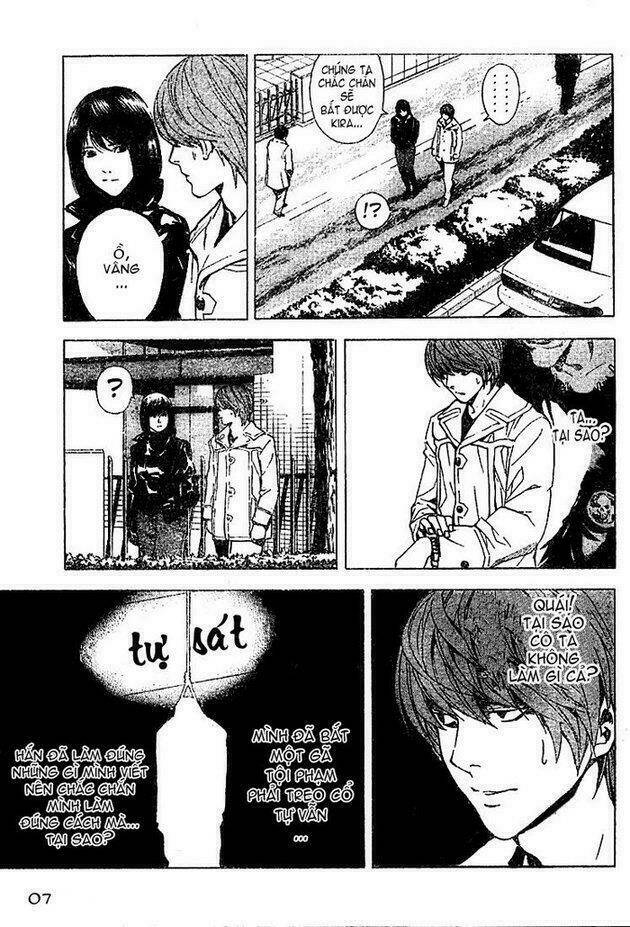 ......
CHÚNG TA
CHẮC CHẮN
SẼ
BẮT ĐƯỢC
KIRA...
!?
Ồ,
VÂNG
...
TA...
TẠI SAO?
?
QUÁI!
TẠI SAO
CÔ TA
KHÔNG
LÀM GÌ CẢ?
tự sát
MÌNH ĐÃ BẮT
MỘT GÃ
TỘI PHẠM
PHẢI TREO CỔ
TỰ VẪN
...
HẮN ĐÃ LÀM ĐÚNG
NHỮNG GÌ MÌNH VIẾT
NÊN CHẮC CHẮN
MÌNH LÀM
ĐÚNG CÁCH MÀ...
TẠI SAO?
07